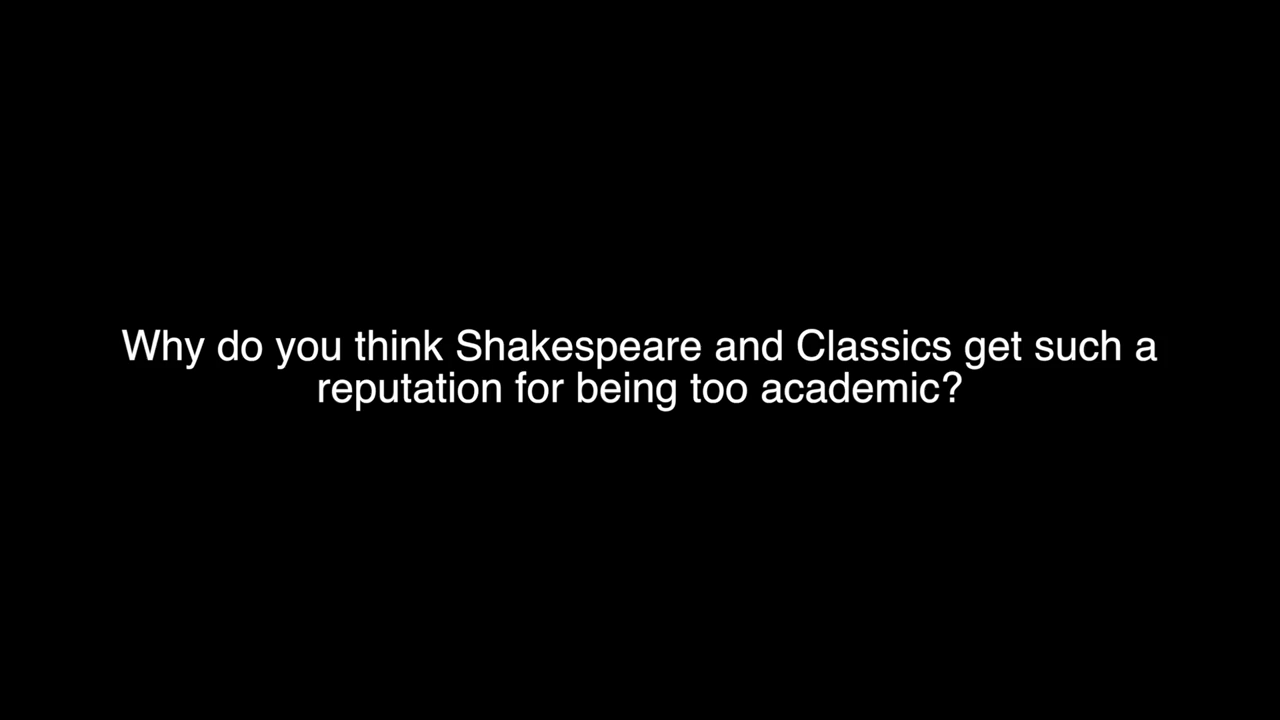 Why do you think Shakespeare and Classics get such a
reputation for being too academic?